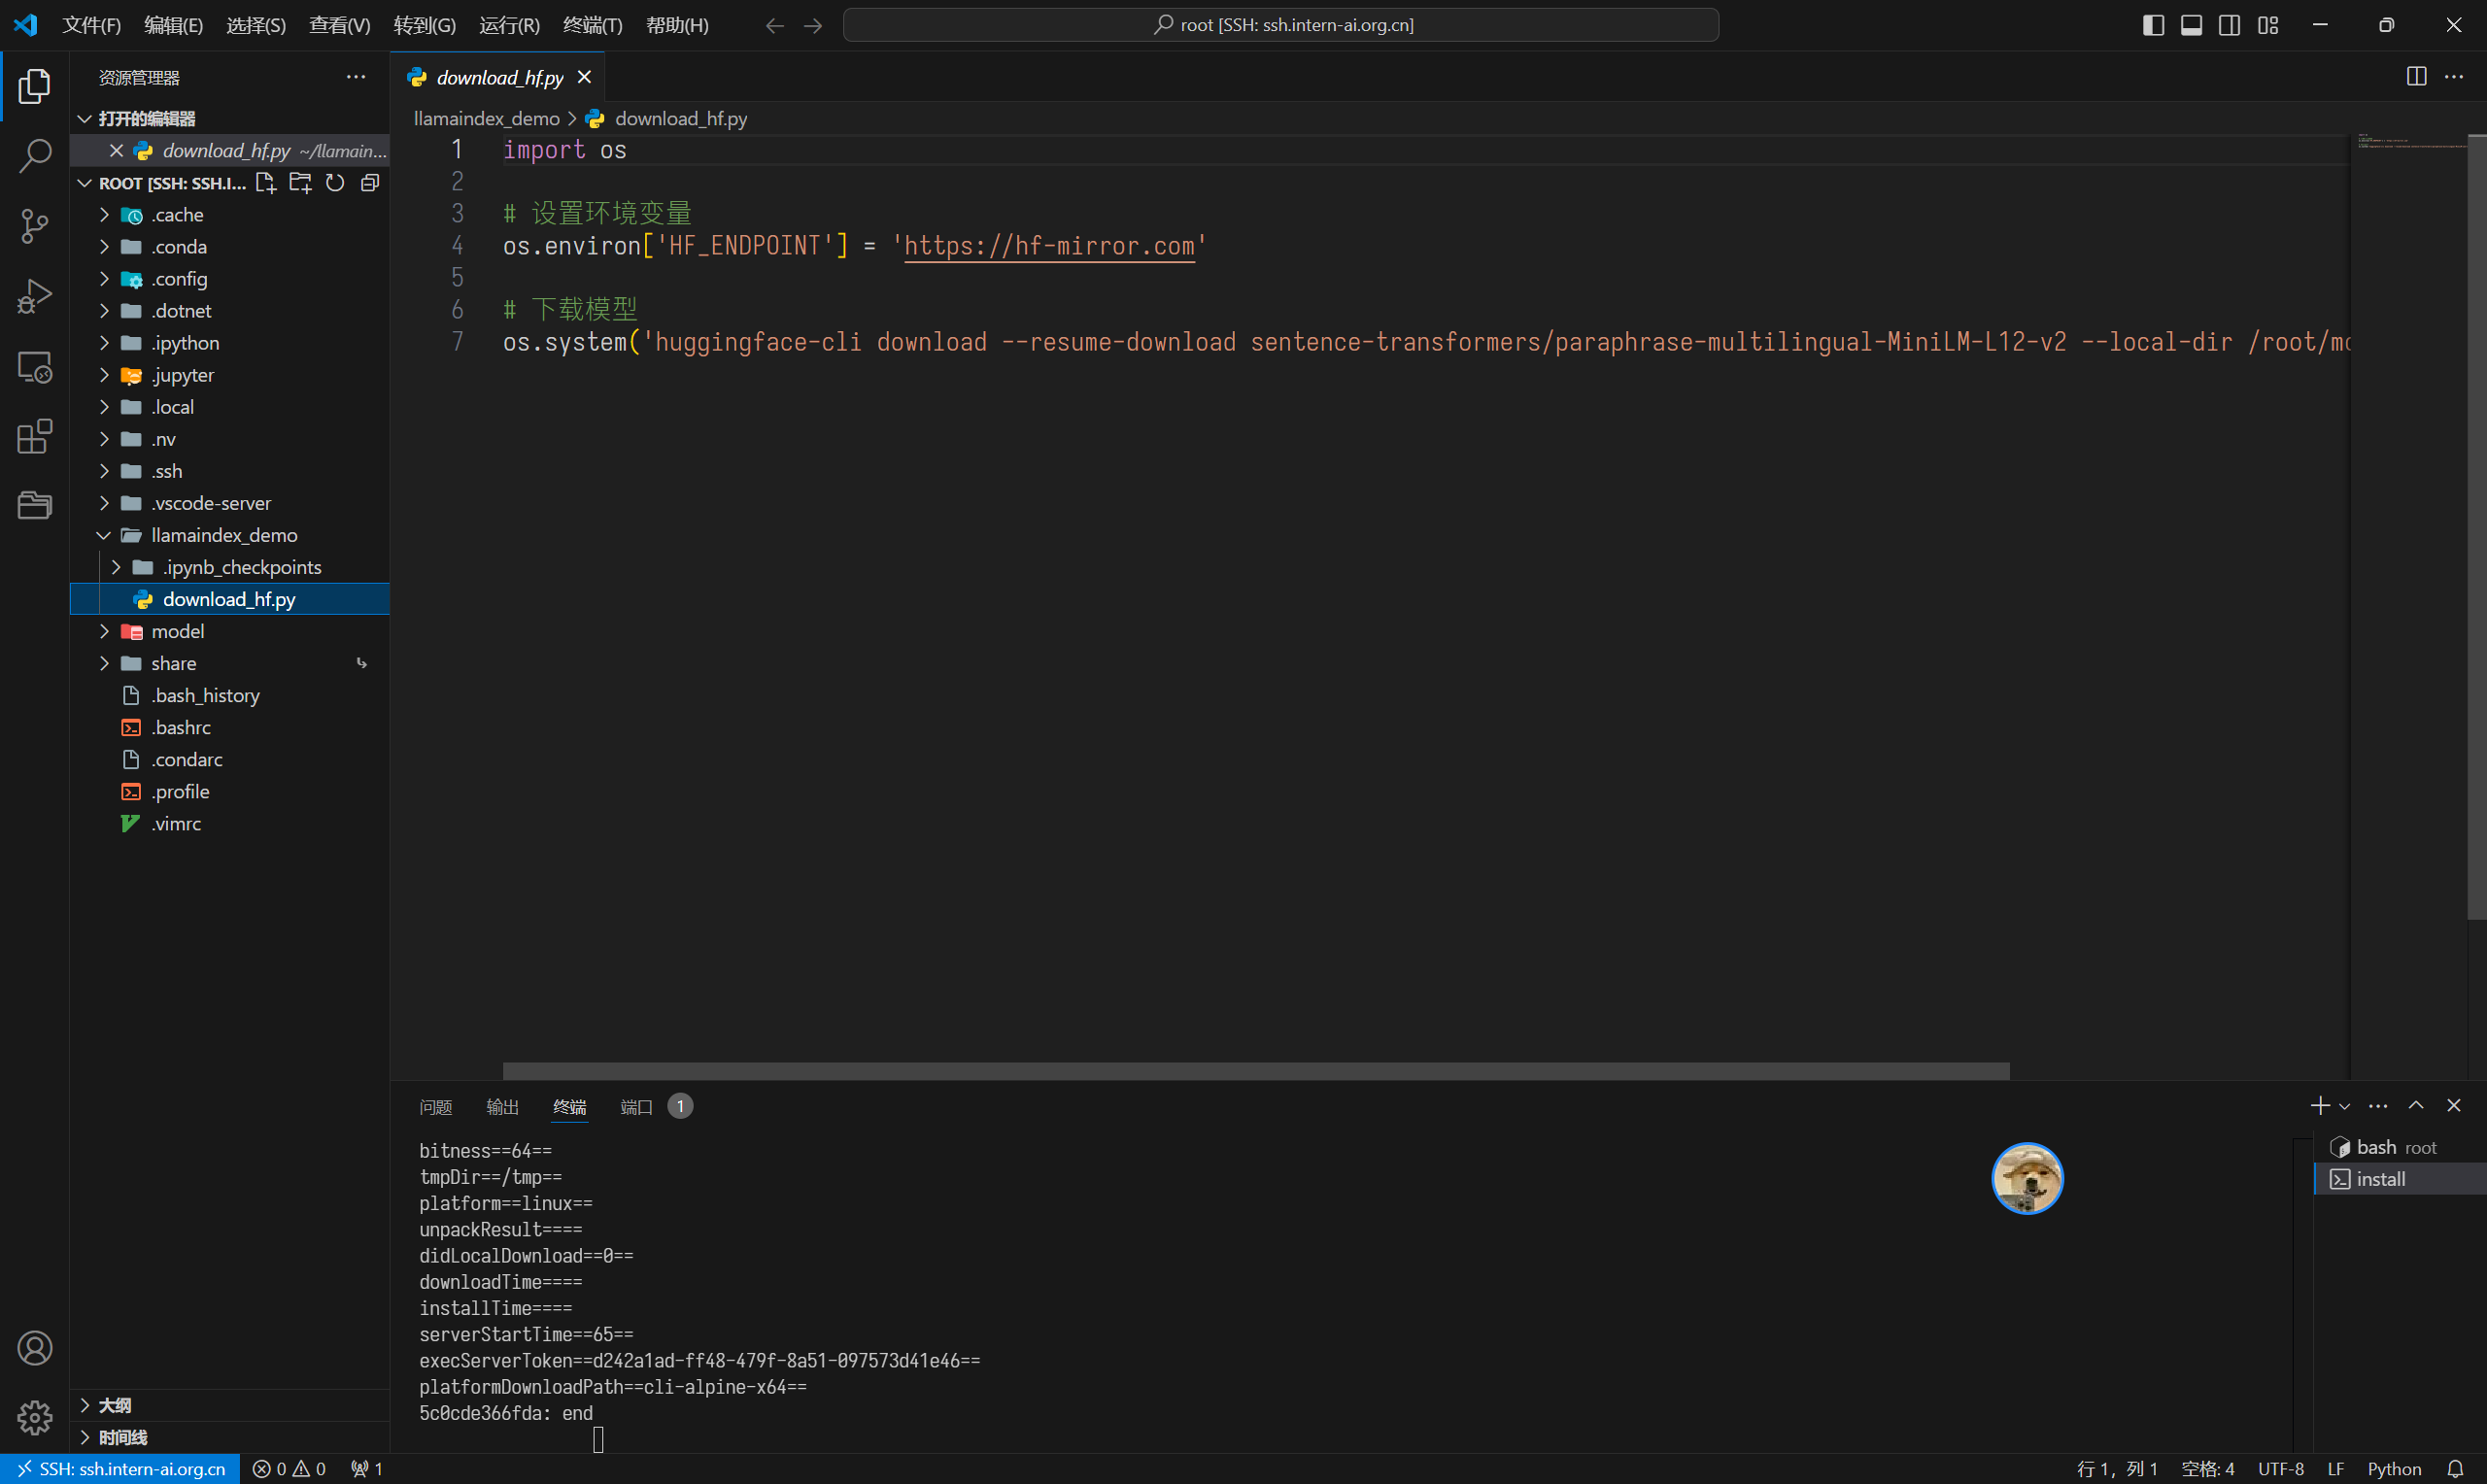 文件(F) 编辑(E) 选择(S) 查看(V) 转到(G) 运行(R) 终端(T) 帮助(H) root [SSH: ssh.intern-ai.org.cn]
资源管理器
打开的编辑器
download_hf.py ~/llamain...
ROOT [SSH: SSH.I...
.cache
.conda
.config
.dotnet
.ipython
.jupyter
.local
.nv
.ssh
.vscode-server
llamaindex_demo
.ipynb_checkpoints
download_hf.py
model
share
.bash_history
.bashrc
.condarc
.profile
.vimrc
大纲
时间线
download_hf.py
llamaindex_demo > download_hf.py
1 import os
2
3 # 设置环境变量
4 os.environ['HF_ENDPOINT'] = 'https://hf-mirror.com'
5
6 # 下载模型
7 os.system('huggingface-cli download --resume-download sentence-transformers/paraphrase-multilingual-MiniLM-L12-v2 --local-dir /root/mo
问题 输出 终端 端口 1
bitness==64==
tmpDir==/tmp==
platform==linux==
unpackResult====
didLocalDownload==0==
downloadTime====
installTime====
serverStartTime==65==
execServerToken==d242a1ad-ff48-479f-8a51-097573d41e46==
platformDownloadPath==cli-alpine-x64==
5c0cde366fda: end
bash root
install
SSH: ssh.intern-ai.org.cn 0 0 1 行 1，列 1 空格: 4 UTF-8 LF Python